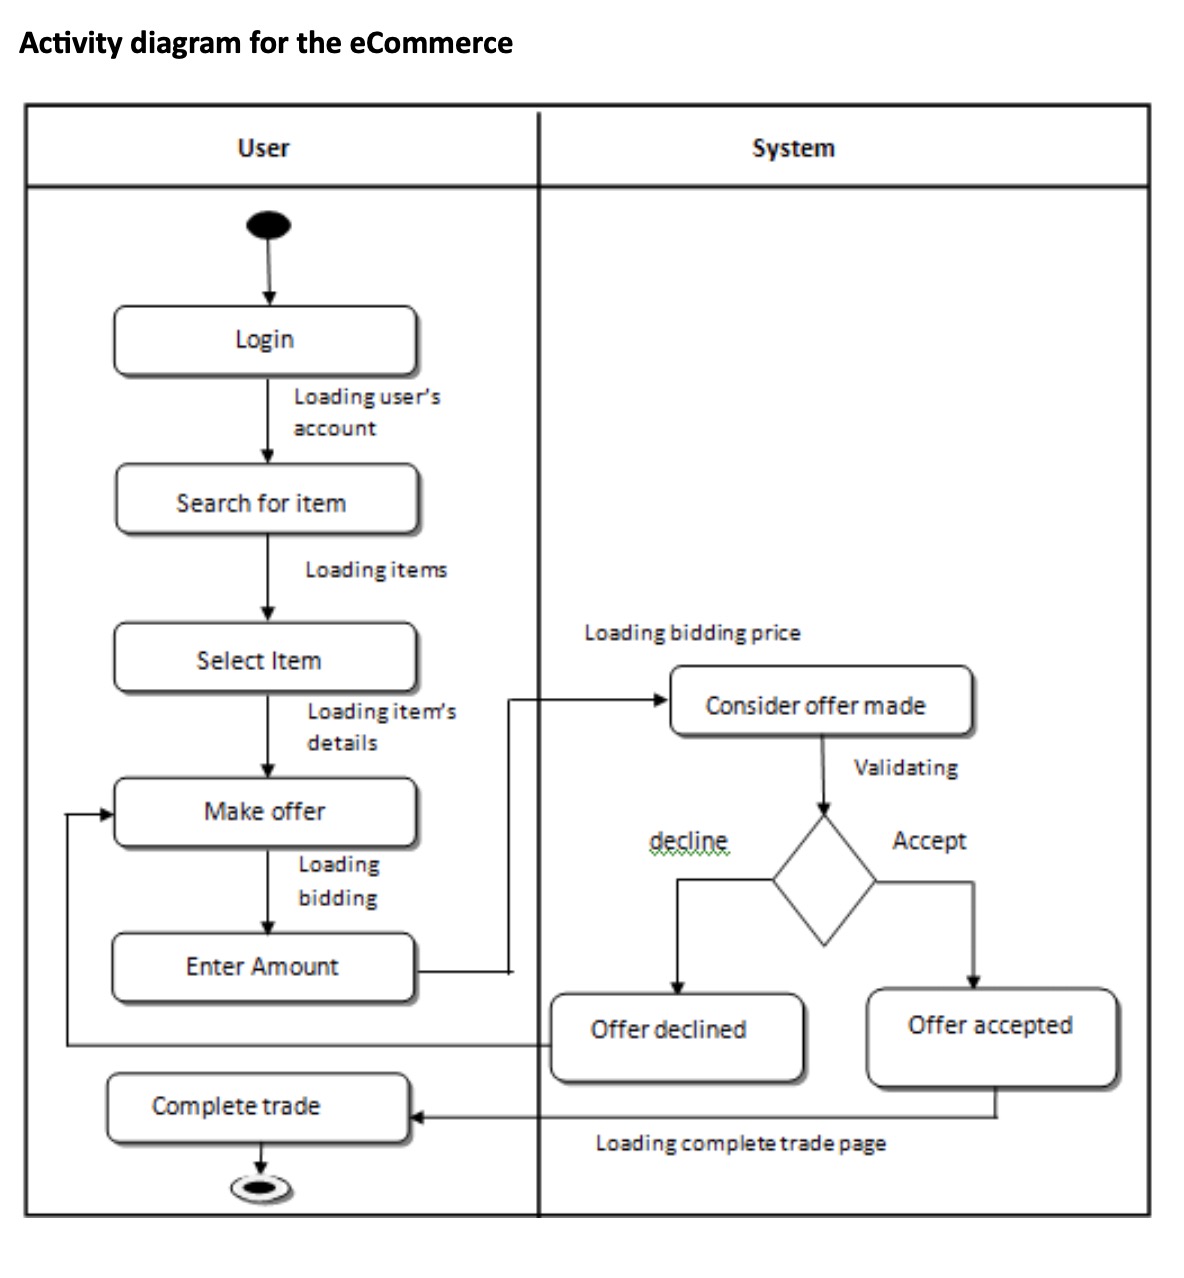 Activity diagram for the eCommerce
User
System
Login
Loading user's
account
Search for item
Loading items
Select Item
Loading bidding price
Consider offer made
Loading item's
details
Validating
Make offer
decline
Accept
Loading
bidding
Enter Amount
Offer declined
Offer accepted
Complete trade
Loading complete trade page